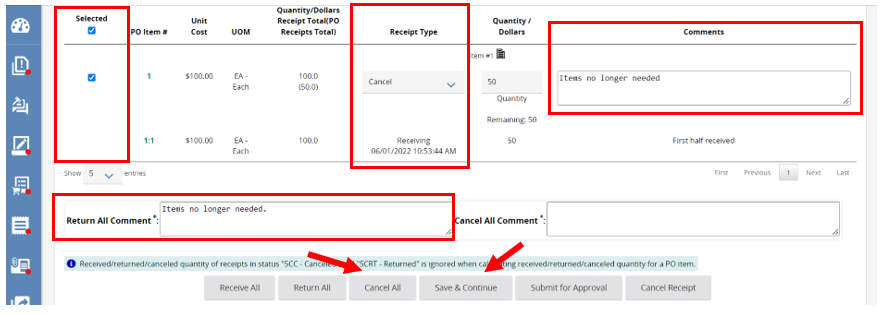 Selected
PO Item #
Unit
Cost
UOM
Quantity/Dollars
Receipt Total(PO
Receipts Total)
Receipt Type
Quantity /
Dollars
Comments
Item #1
1
$100.00
EA -
Each
100.0
(50.0)
Cancel
50
Quantity
Remaining: 50
Items no longer needed
1:1
$100.00
EA -
Each
100.0
Receiving
06/01/2022 10:53:44 AM
50
First half received
Show 5 entries
First Previous 1 Next Last
Return All Comment *:
Items no longer needed.
Cancel All Comment *:
Received/returned/canceled quantity of receipts in status "SCC - Cancele "SCRT - Returned" is ignored when cal ting received/returned/canceled quantity for a PO item.
Receive All
Return All
Cancel All
Save & Continue
Submit for Approval
Cancel Receipt